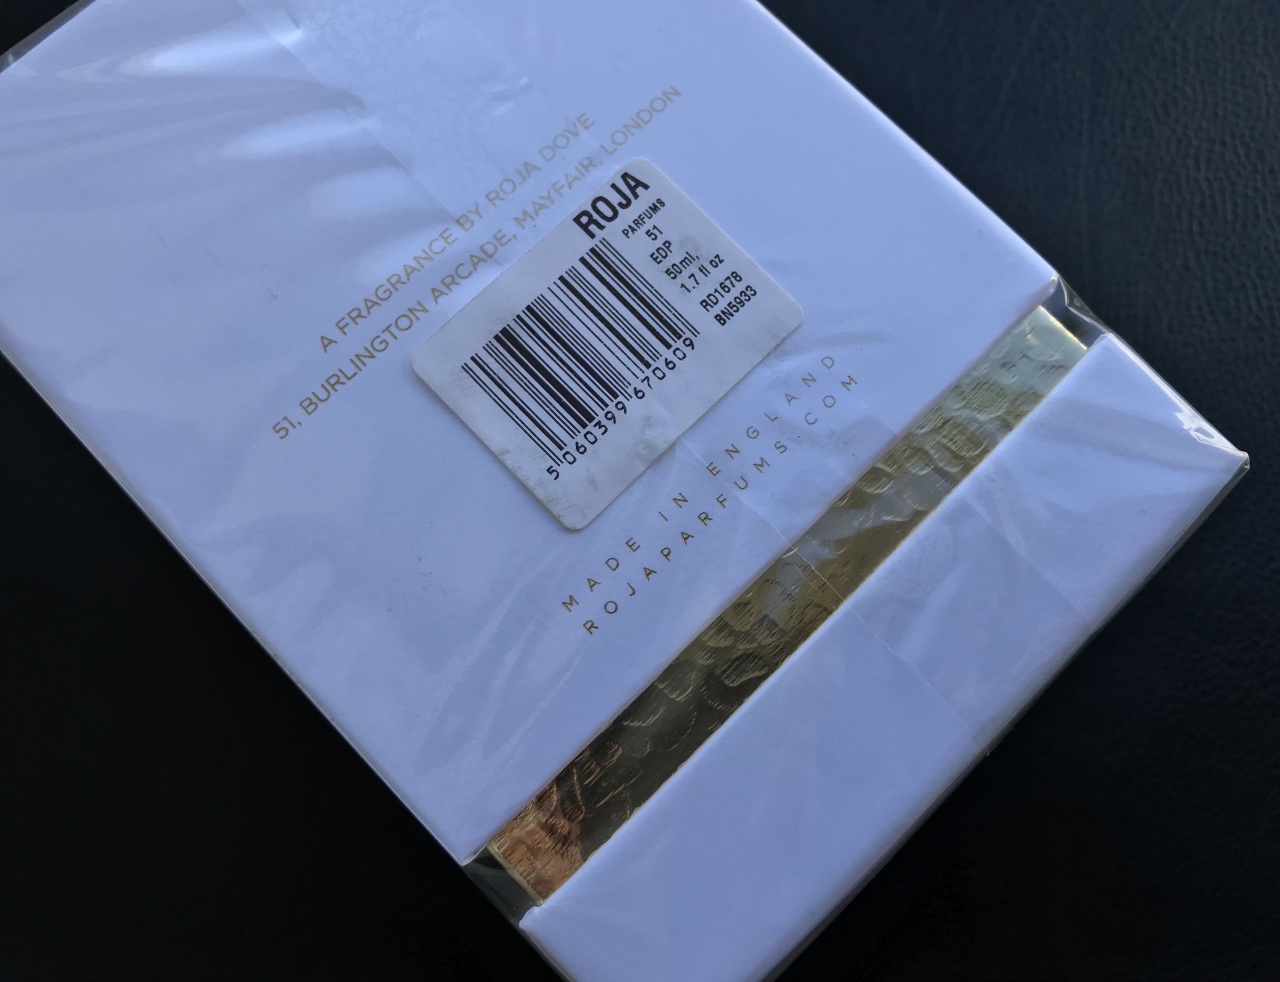 A FRAGRANCE BY ROJA DOVE
51, BURLINGTON ARCADE, MAYFAIR, LONDON
ROJA
PARFUMS
51
EDP
50ml,
1.7 fl oz
RD1678
BN5933
5 060399 670609
MADE IN ENGLAND
ROJAPARFUMS.COM